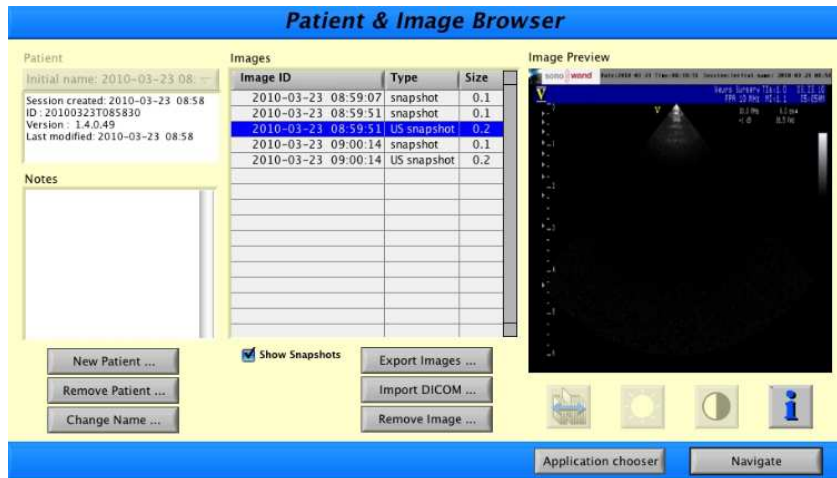 Patient & Image Browser
Patient
Initial name: 2010-03-23 08:
Session created: 2010-03-23 08:58
ID : 20100323T085830
Version : 1.4.0.49
Last modified: 2010-03-23 08:58
Notes
New Patient ...
Remove Patient ...
Change Name ...
Images
Image ID Type Size
2010-03-23 08:59:07 snapshot 0.1
2010-03-23 08:59:51 snapshot 0.1
2010-03-23 08:59:51 US snapshot 0.2
2010-03-23 09:00:14 snapshot 0.1
2010-03-23 09:00:14 US snapshot 0.2
Show Snapshots
Export Images ...
Import DICOM ...
Remove Image ...
Image Preview
sono wand
V
V
Application chooser
Navigate